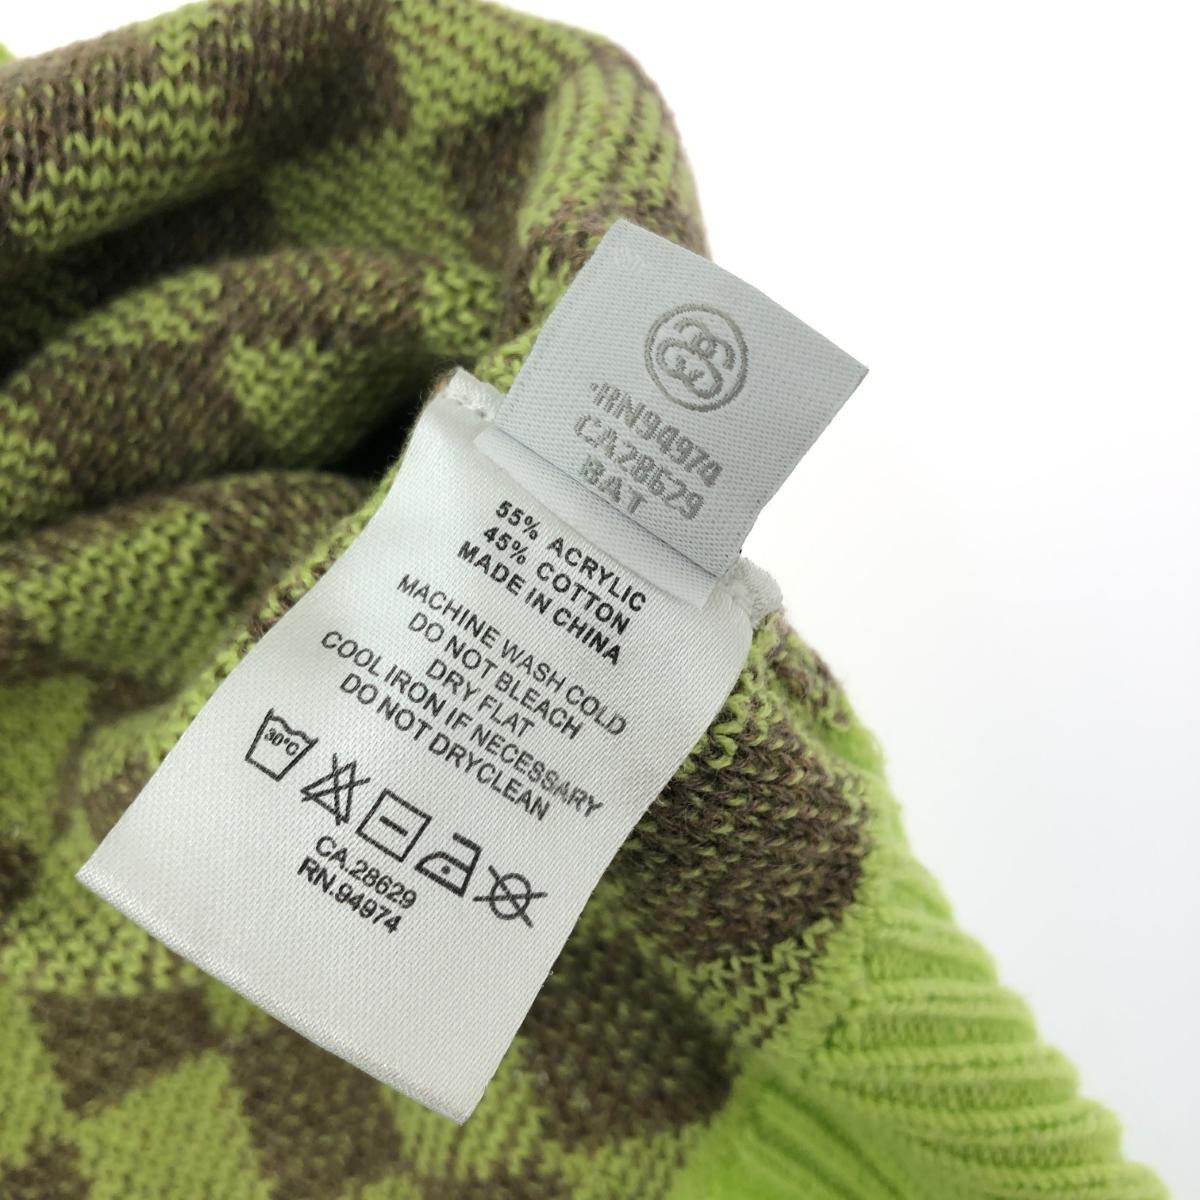 RN94974
CA28629
BAT
55% ACRYLIC
45% COTTON
MADE IN CHINA
MACHINE WASH COLD
DO NOT BLEACH
DRY FLAT
COOL IRON IF NECESSARY
DO NOT DRYCLEAN
30°C
CA.28629
RN.94974